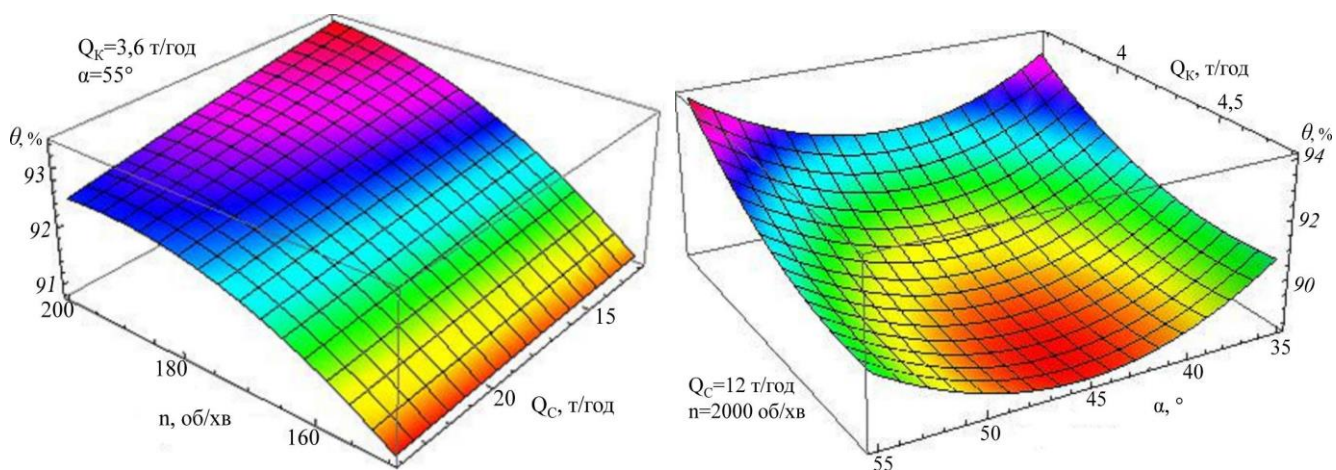 Q_K=3,6 т/год
α=55°
θ, %
93
92
91
200
180
160
n, об/хв
15
20
Q_C, т/год
4
Q_K, т/год
4,5
θ, %
94
92
90
35
40
45
50
55
α, °
Q_C=12 т/год
n=2000 об/хв